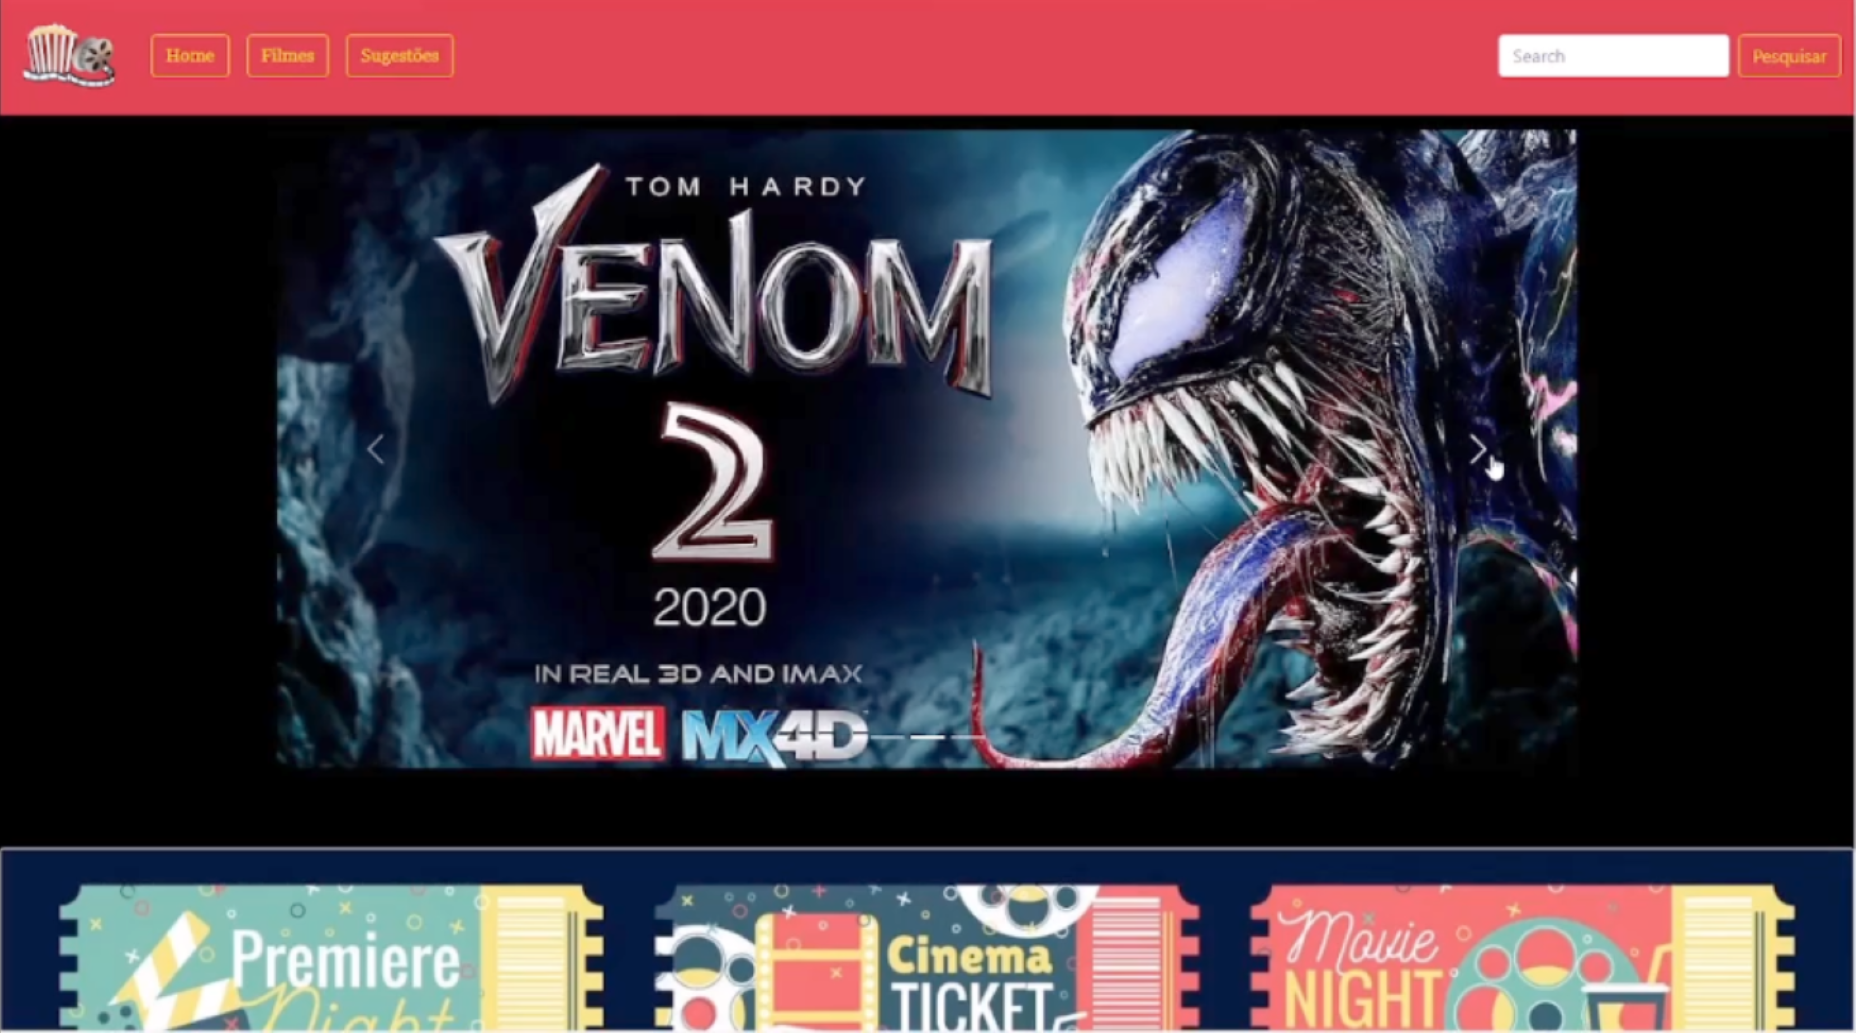 Home
Filmes
Sugestões
Search
Pesquisar
TOM HARDY
VENOM
2
2020
IN REAL 3D AND IMAX
MARVEL MX4D
Premiere
Night
Cinema
TICKET
Movie
NIGHT